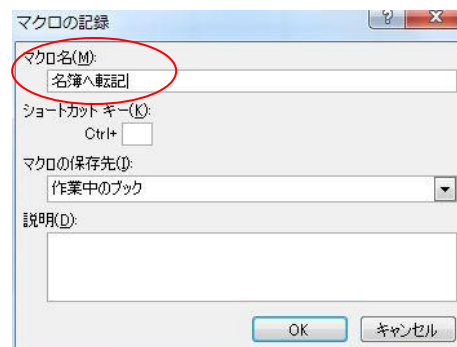 マクロの記録
マクロ名(M):
名簿へ転記
ショートカット キー(K):
Ctrl+
マクロの保存先(I):
作業中のブック
説明(D):
OK キャンセル